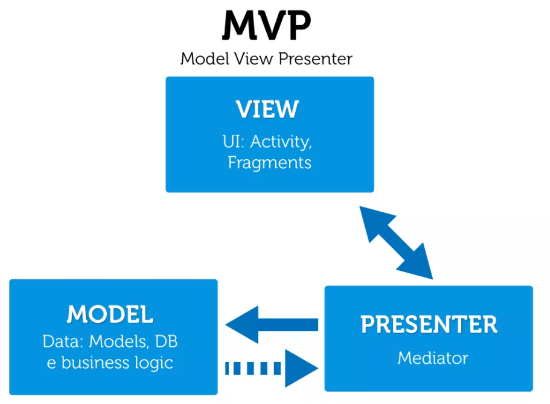 MVP
Model View Presenter
VIEW
UI: Activity,
Fragments
MODEL
Data: Models, DB
e business logic
PRESENTER
Mediator